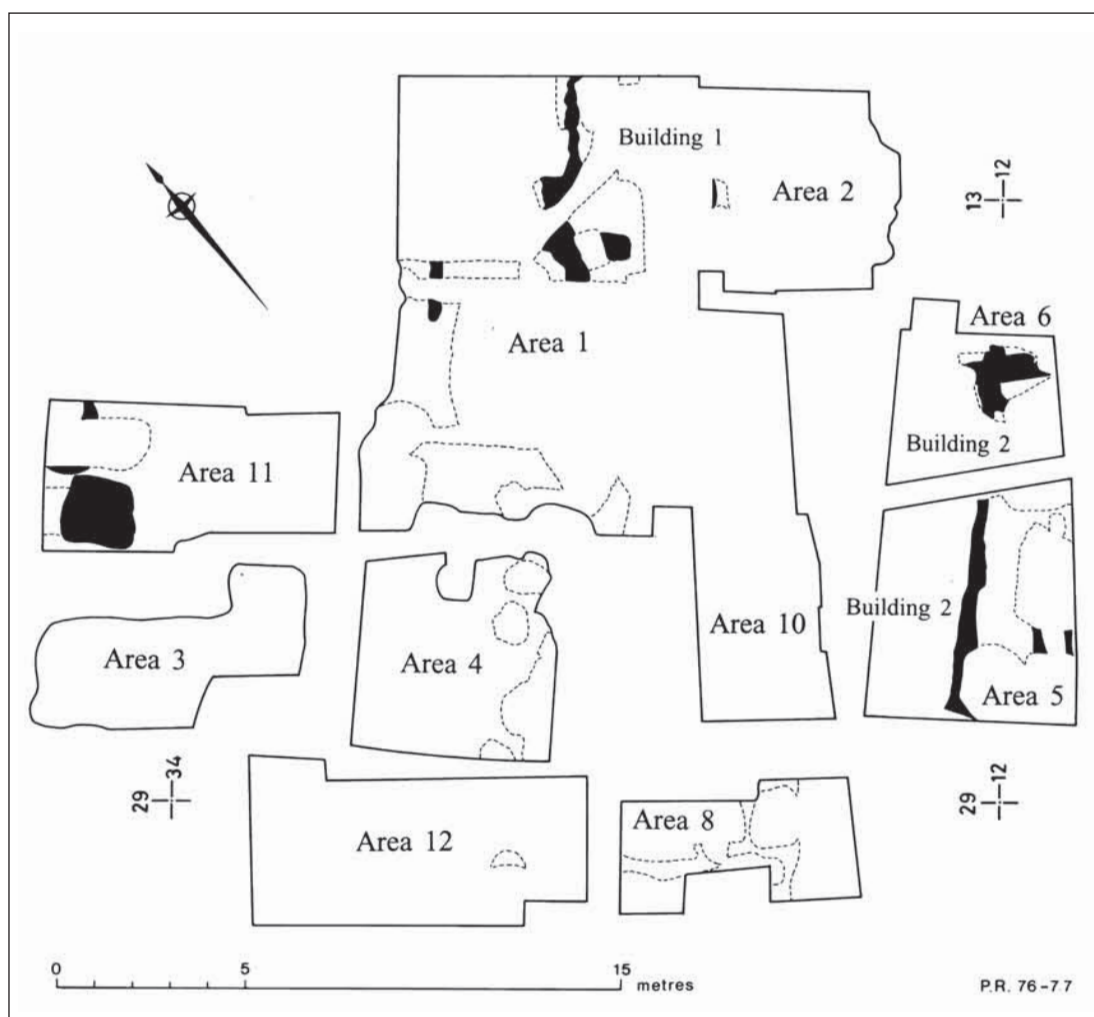 Building 1
Area 2
13 12
Area 1
Area 6
Building 2
Area 11
Building 2
Area 3
Area 4
Area 10
Area 5
29 34
29 12
Area 12
Area 8
0 5 15 metres
P.R. 76-77